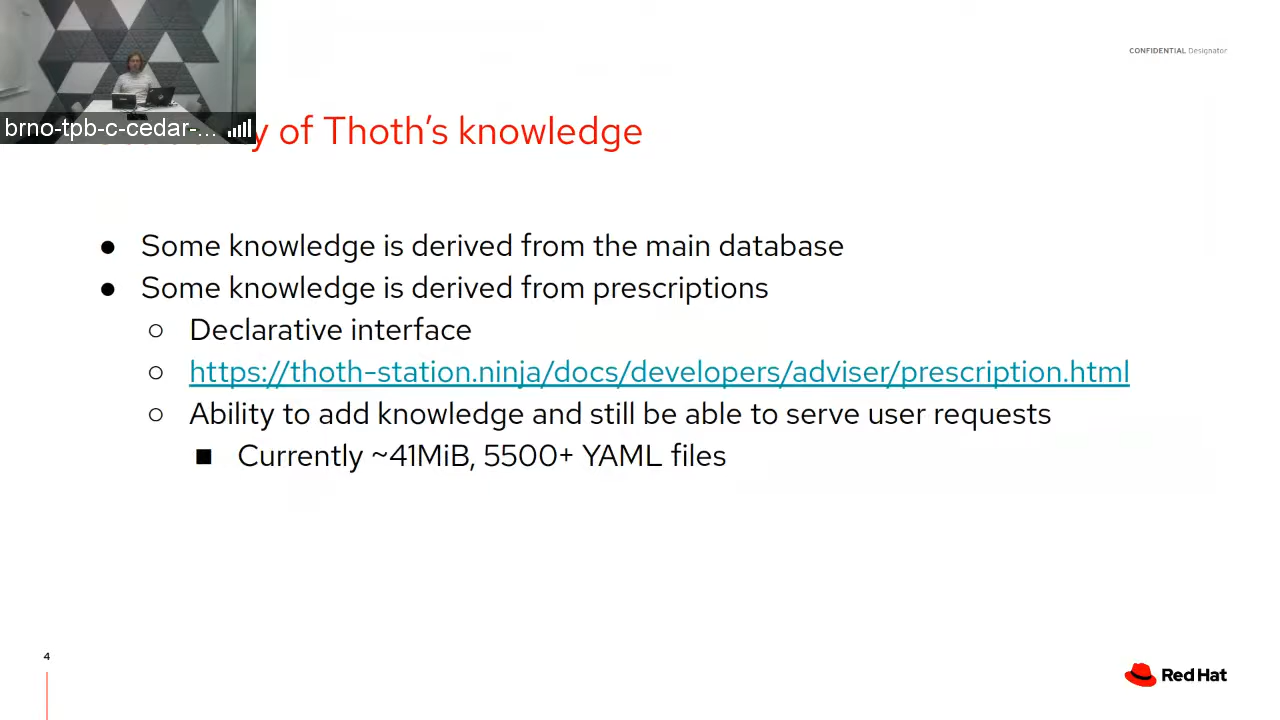 CONFIDENTIAL Designator
brno-tpb-c-cedar-...
of Thoth's knowledge
● Some knowledge is derived from the main database
● Some knowledge is derived from prescriptions
○ Declarative interface
○ https://thoth-station.ninja/docs/developers/adviser/prescription.html
○ Ability to add knowledge and still be able to serve user requests
■ Currently ~41MiB, 5500+ YAML files
4
Red Hat